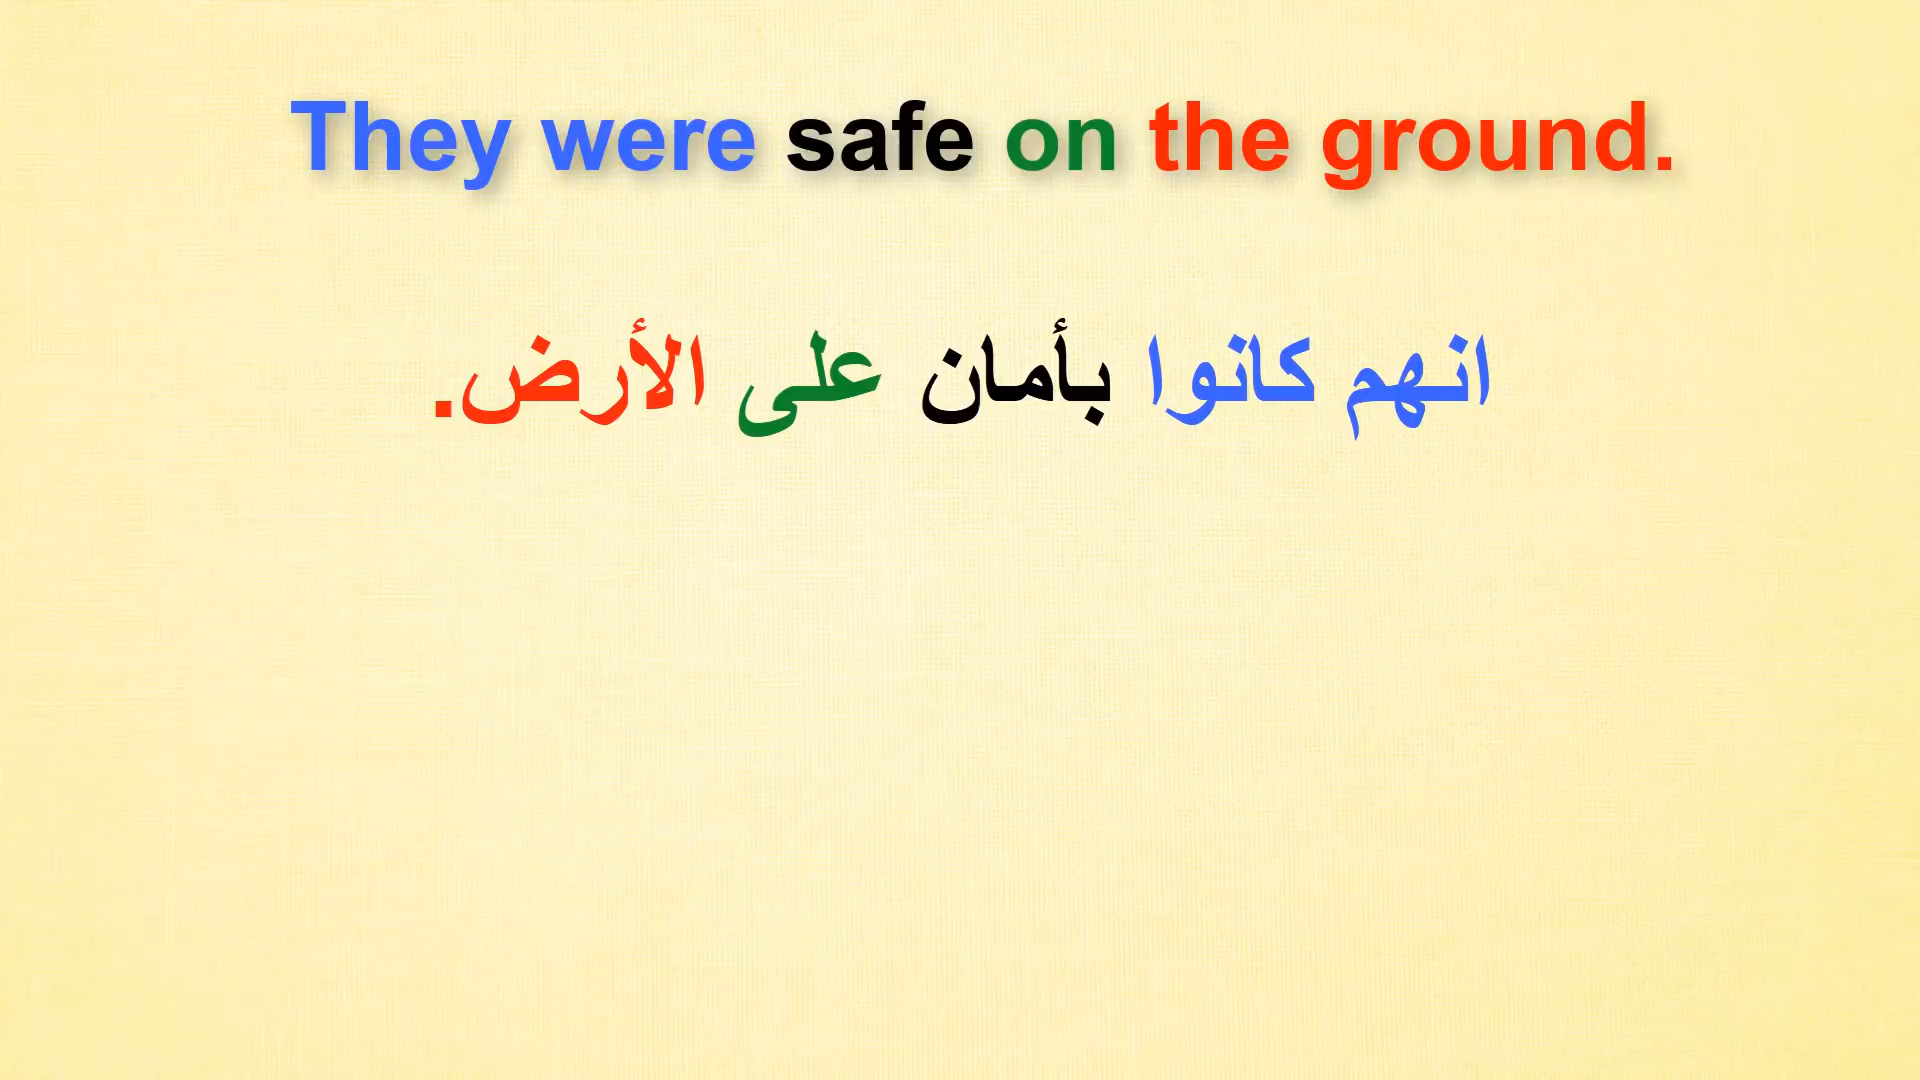 They were safe on the ground.
انهم كانوا بأمان على الأرض.